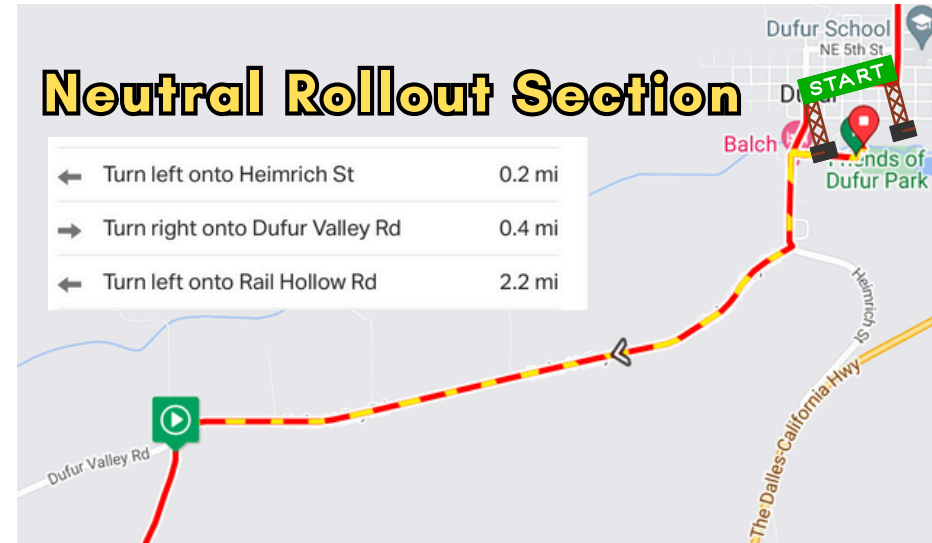 Dufur School
NE 5th St
Neutral Rollout Section
START
Balch
Friends of
Dufur Park
Turn left onto Heimrich St 0.2 mi
Turn right onto Dufur Valley Rd 0.4 mi
Turn left onto Rail Hollow Rd 2.2 mi
Heimrich St
Dufur Valley Rd
The Dalles-California Hwy